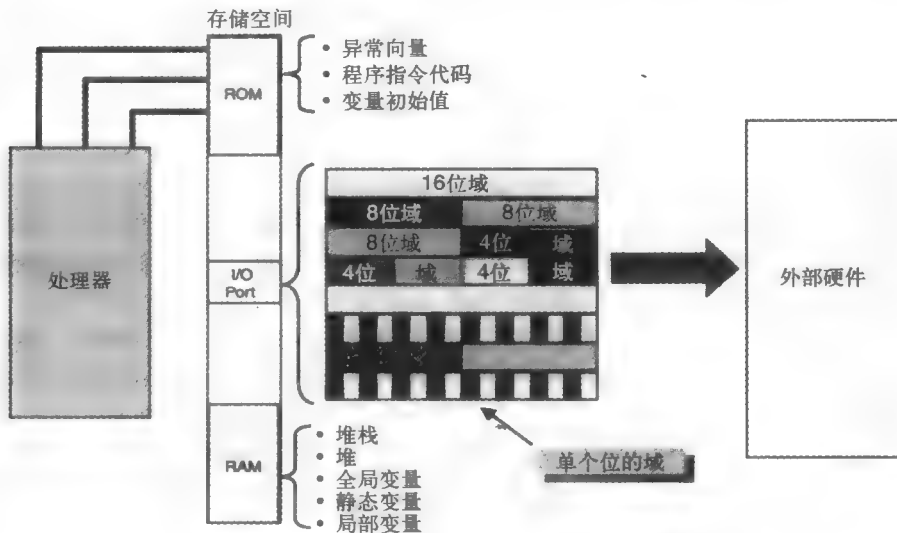 存储空间
ROM
• 异常向量
• 程序指令代码
• 变量初始值
处理器
I/O
Port
RAM
• 堆栈
• 堆
• 全局变量
• 静态变量
• 局部变量
16位域
8位域 8位域
8位域 4位 域
4位 域 4位 域
单个位的域
外部硬件